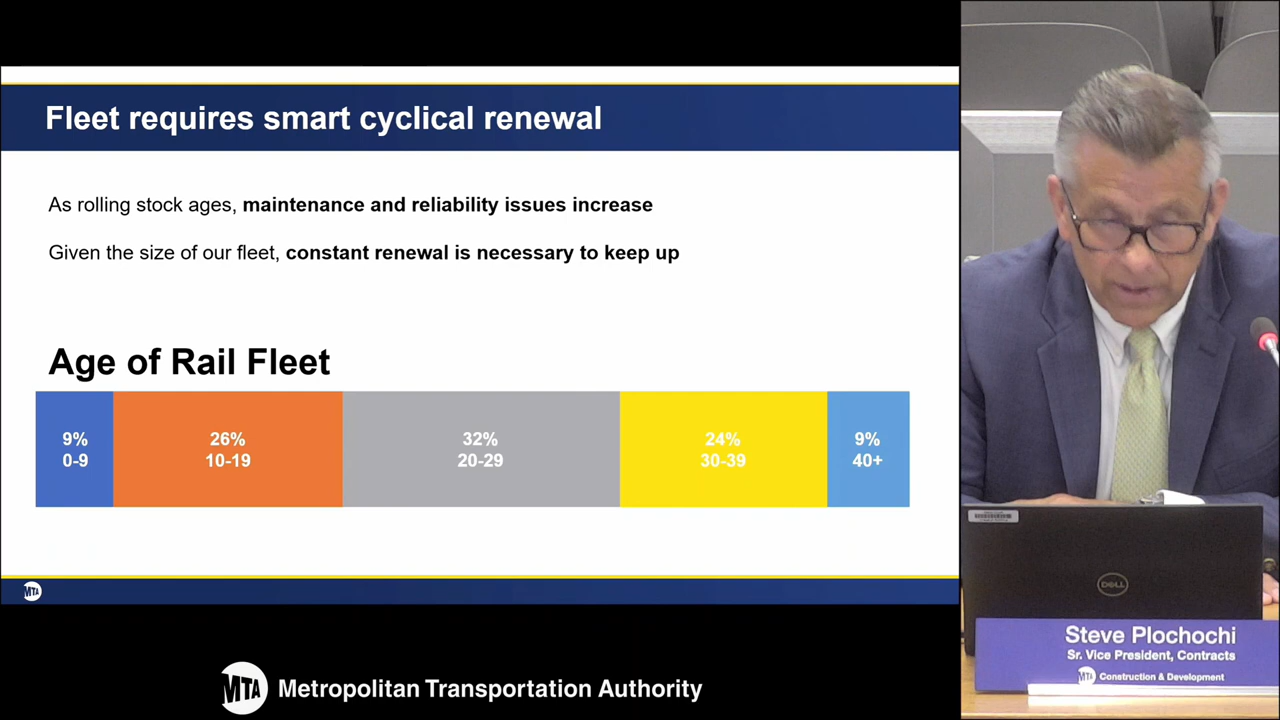 Fleet requires smart cyclical renewal
As rolling stock ages, maintenance and reliability issues increase
Given the size of our fleet, constant renewal is necessary to keep up
Age of Rail Fleet
9%
0-9
26%
10-19
32%
20-29
24%
30-39
9%
40+
MTA
MTA Metropolitan Transportation Authority
DELL
Steve Plochochi
Sr. Vice President, Contracts
MTA Construction & Development